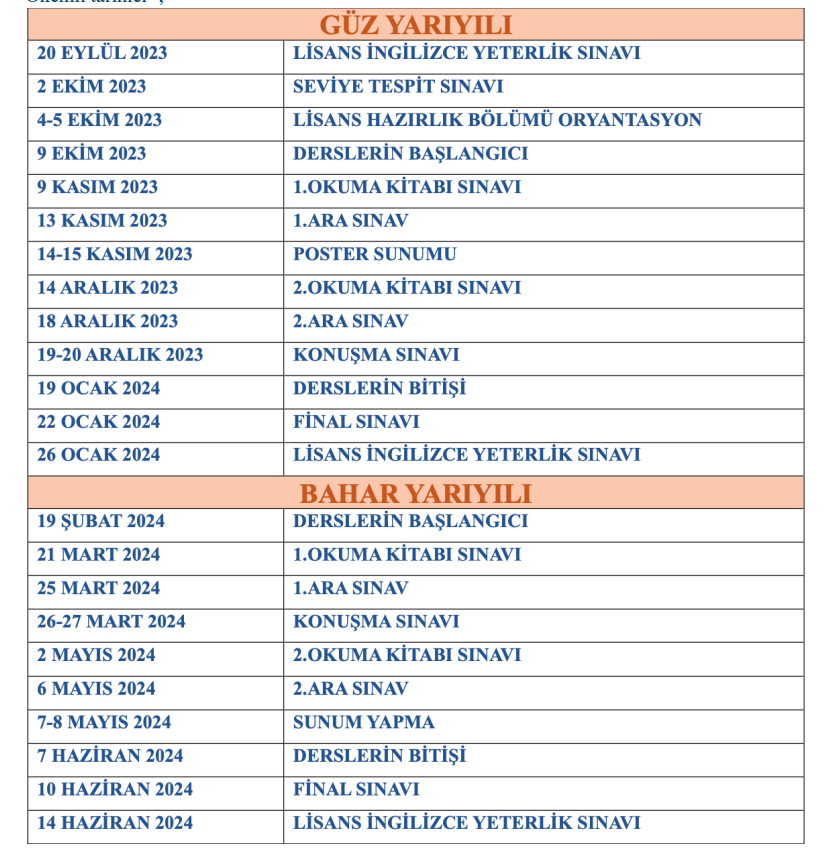 Önemli tarihler ;
GÜZ YARIYILI
20 EYLÜL 2023 LİSANS İNGİLİZCE YETERLİK SINAVI
2 EKİM 2023 SEVİYE TESPİT SINAVI
4-5 EKİM 2023 LİSANS HAZIRLIK BÖLÜMÜ ORYANTASYON
9 EKİM 2023 DERSLERİN BAŞLANGICI
9 KASIM 2023 1.OKUMA KİTABI SINAVI
13 KASIM 2023 1.ARA SINAV
14-15 KASIM 2023 POSTER SUNUMU
14 ARALIK 2023 2.OKUMA KİTABI SINAVI
18 ARALIK 2023 2.ARA SINAV
19-20 ARALIK 2023 KONUŞMA SINAVI
19 OCAK 2024 DERSLERİN BİTİŞİ
22 OCAK 2024 FİNAL SINAVI
26 OCAK 2024 LİSANS İNGİLİZCE YETERLİK SINAVI
BAHAR YARIYILI
19 ŞUBAT 2024 DERSLERİN BAŞLANGICI
21 MART 2024 1.OKUMA KİTABI SINAVI
25 MART 2024 1.ARA SINAV
26-27 MART 2024 KONUŞMA SINAVI
2 MAYIS 2024 2.OKUMA KİTABI SINAVI
6 MAYIS 2024 2.ARA SINAV
7-8 MAYIS 2024 SUNUM YAPMA
7 HAZİRAN 2024 DERSLERİN BİTİŞİ
10 HAZİRAN 2024 FİNAL SINAVI
14 HAZİRAN 2024 LİSANS İNGİLİZCE YETERLİK SINAVI